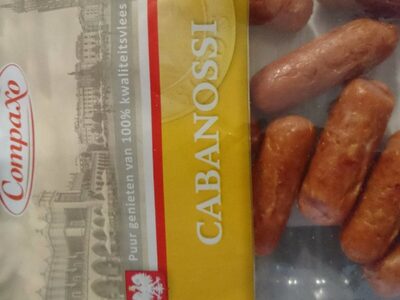 Compaxo
Puur genieten van 100% kwaliteitsvlees
CABANOSSI